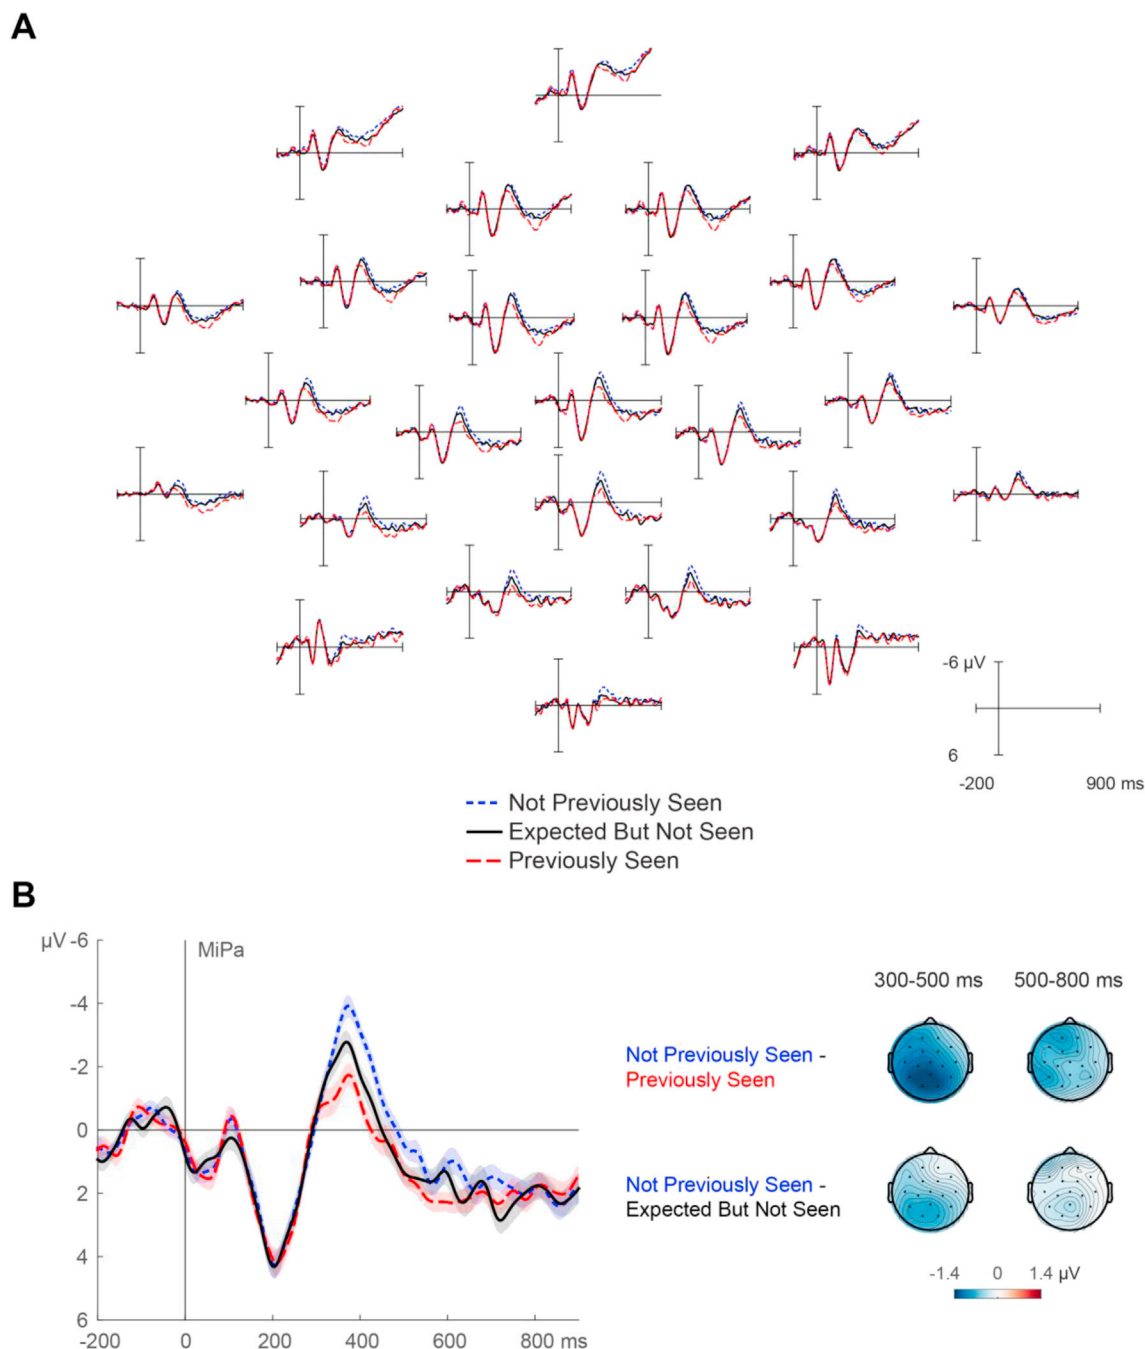 A
-6 µV
6
-200 900 ms
Not Previously Seen
Expected But Not Seen
Previously Seen
B
µV -6
MiPa
-4
-2
0
2
4
6
-200 0 200 400 600 800 ms
300-500 ms 500-800 ms
Not Previously Seen -
Previously Seen
Not Previously Seen -
Expected But Not Seen
-1.4 0 1.4 µV